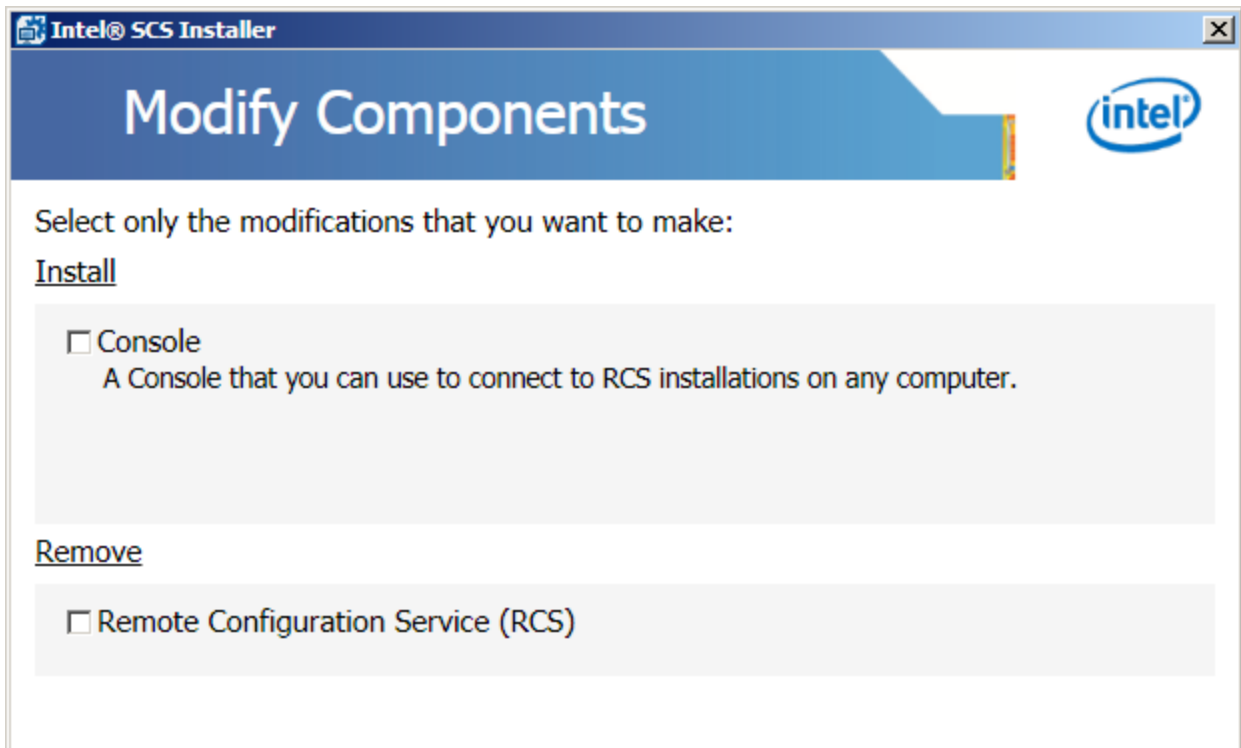 Intel® SCS Installer
Modify Components
intel®
Select only the modifications that you want to make:
Install
Console
A Console that you can use to connect to RCS installations on any computer.
Remove
Remote Configuration Service (RCS)